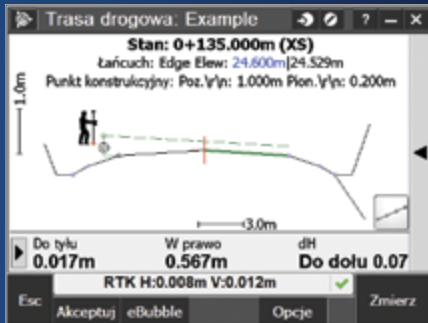 Trasa drogowa: Example ? – X
Stan: 0+135.000m (XS)
Łańcuch: Edge Elew: 24.600m|24.529m
Punkt konstrukcyjny: Poz.\r\n: 1.000m Pion.\r\n: 0.200m
1.0m
3.0m
Do tyłu W prawo dH
0.017m 0.567m Do dołu 0.07
RTK H:0.008m V:0.012m
Esc Akceptuj eBubble Opcje Zmierz